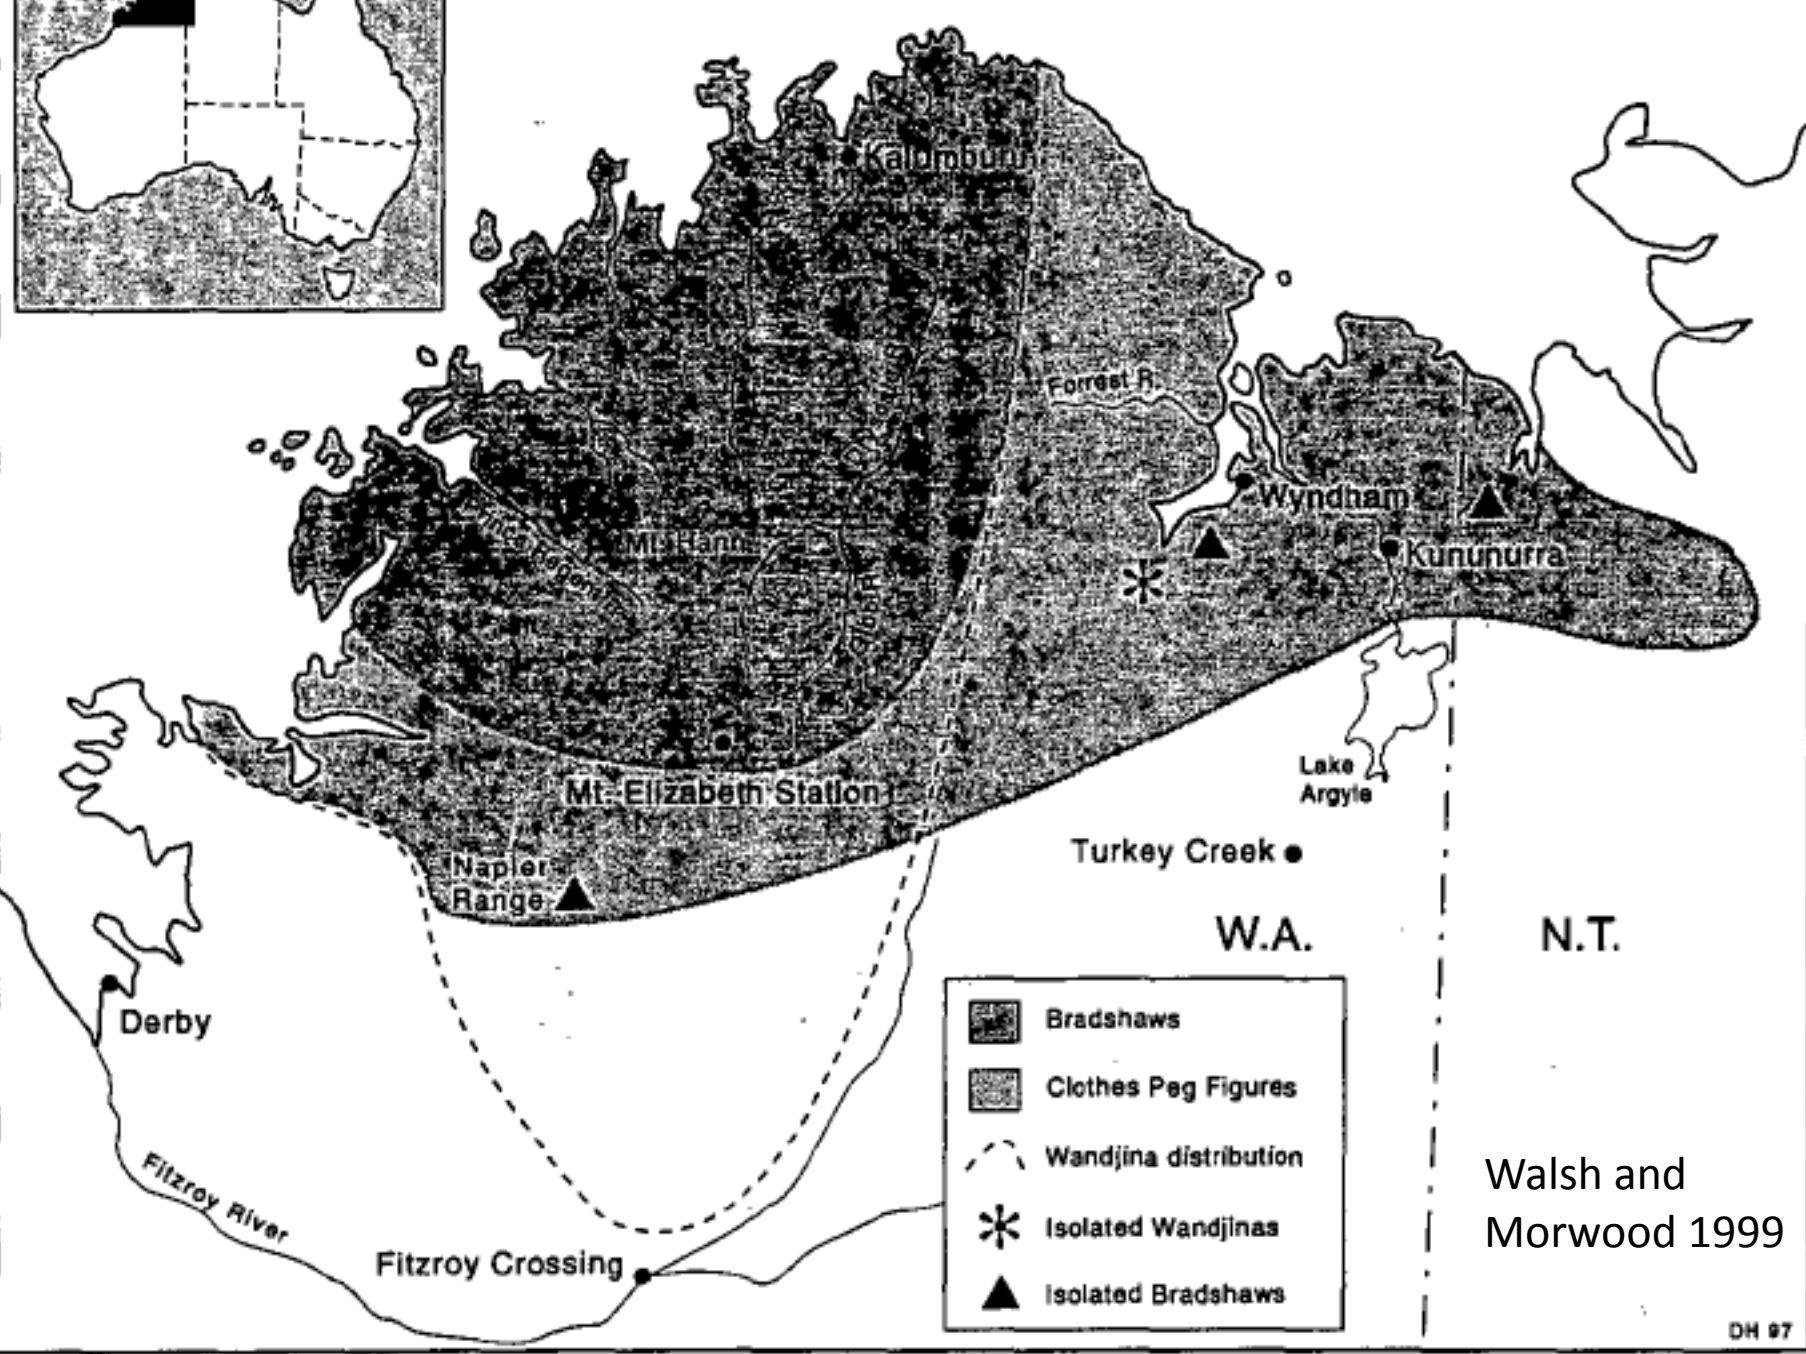 Kalumburu
Forrest R.
Wyndham
Mt. Hann
Kununurra
Mt. Elizabeth Station
Lake
Argyle
Napier
Range
Turkey Creek
W.A.
N.T.
Derby
Bradshaws
Clothes Peg Figures
Wandjina distribution
Isolated Wandjinas
Isolated Bradshaws
Fitzroy River
Fitzroy Crossing
Walsh and
Morwood 1999
DH 97